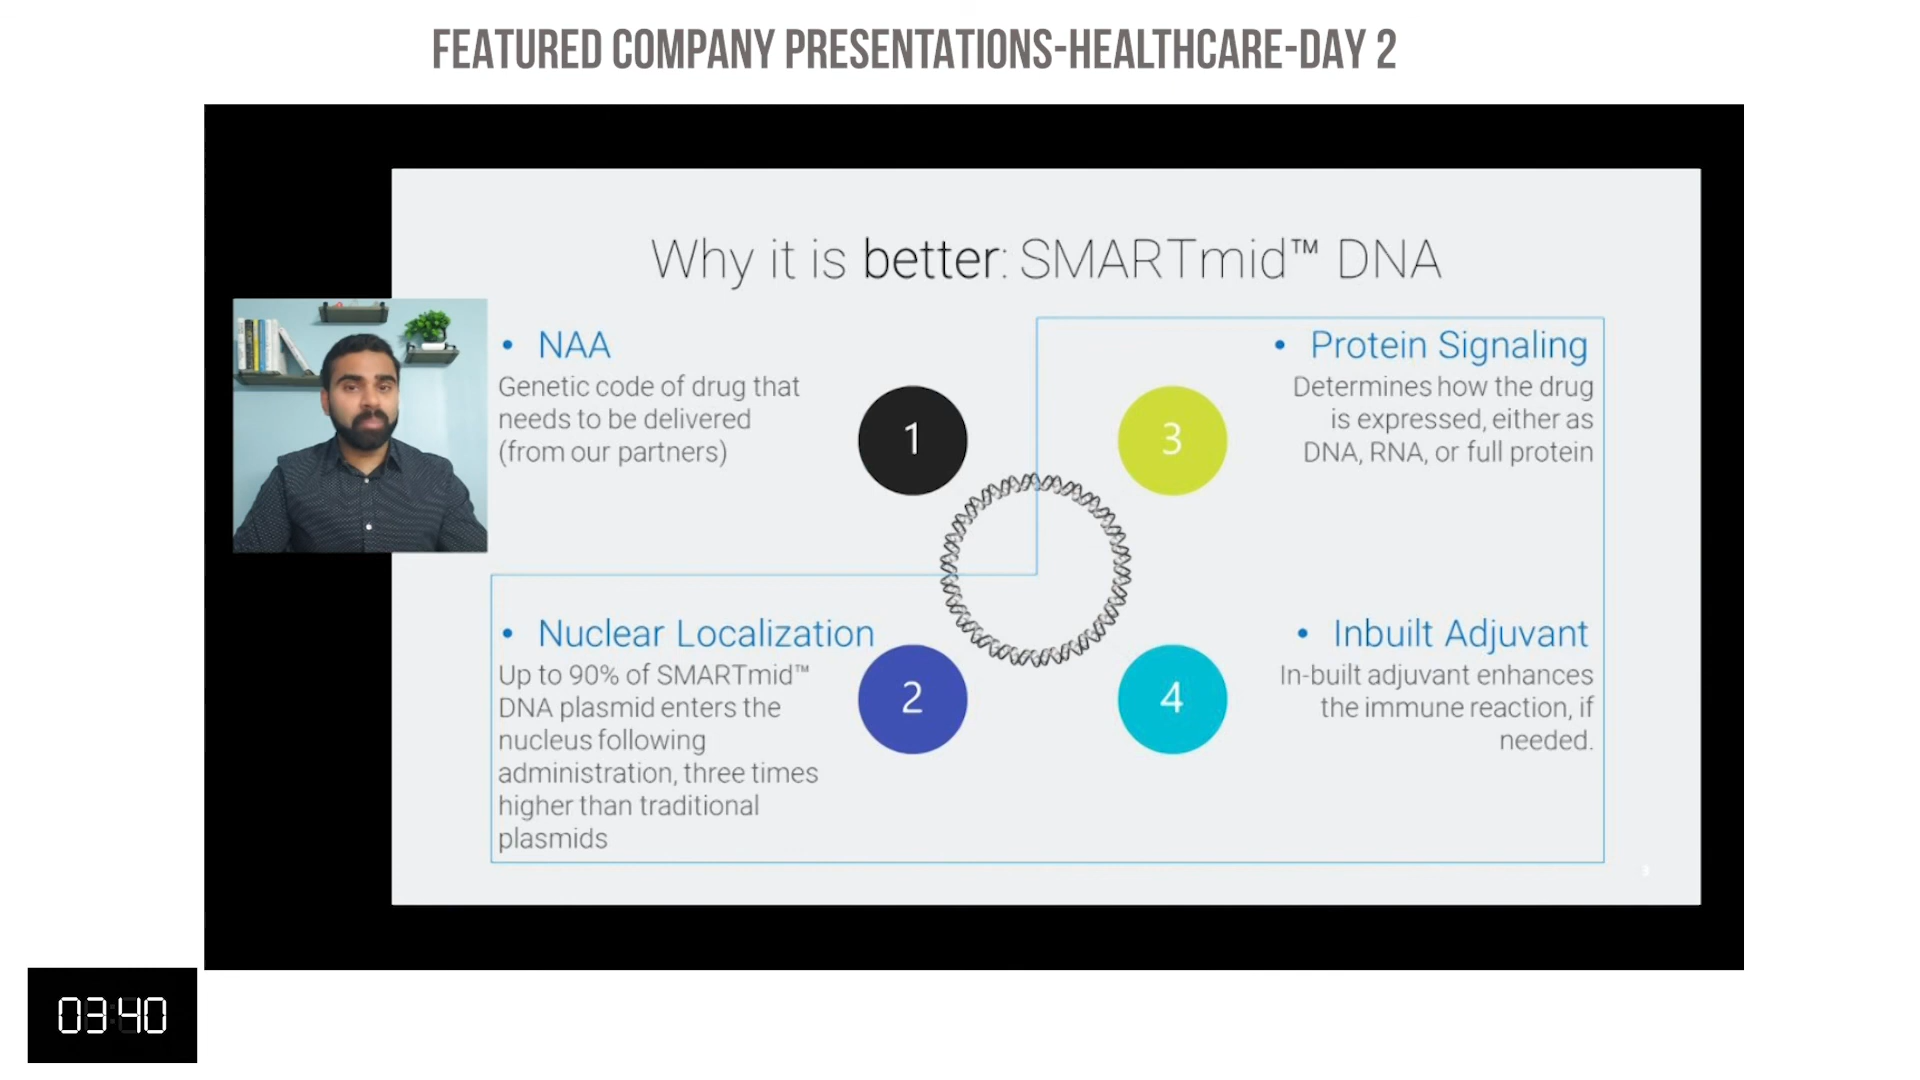 FEATURED COMPANY PRESENTATIONS-HEALTHCARE-DAY 2
Why it is better: SMARTmid™ DNA
• NAA
Genetic code of drug that
needs to be delivered
(from our partners)
1
3
• Protein Signaling
Determines how the drug
is expressed, either as
DNA, RNA, or full protein
• Nuclear Localization
Up to 90% of SMARTmid™
DNA plasmid enters the
nucleus following
administration, three times
higher than traditional
plasmids
2
4
• Inbuilt Adjuvant
In-built adjuvant enhances
the immune reaction, if
needed.
3
03:40